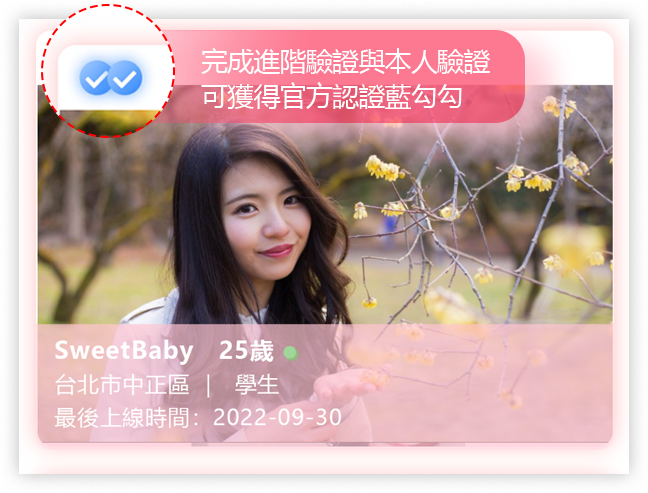 完成進階驗證與本人驗證
可獲得官方認證藍勾勾
SweetBaby 25歲
台北市中正區 | 學生
最後上線時間：2022-09-30